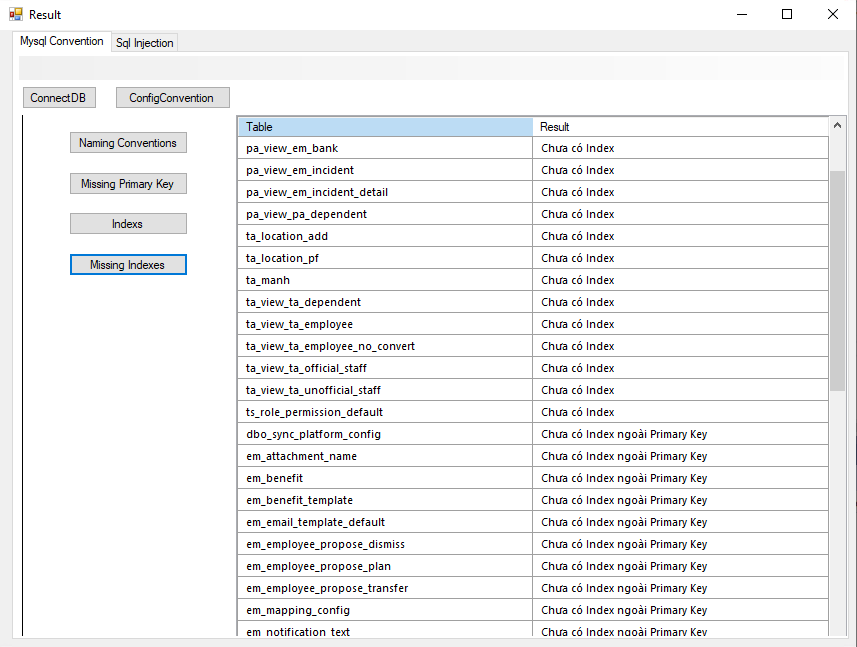 Result
Mysql Convention Sql Injection
ConnectDB ConfigConvention
Naming Conventions
Missing Primary Key
Indexs
Missing Indexes
Table Result
pa_view_em_bank Chưa có Index
pa_view_em_incident Chưa có Index
pa_view_em_incident_detail Chưa có Index
pa_view_pa_dependent Chưa có Index
ta_location_add Chưa có Index
ta_location_pf Chưa có Index
ta_manh Chưa có Index
ta_view_ta_dependent Chưa có Index
ta_view_ta_employee Chưa có Index
ta_view_ta_employee_no_convert Chưa có Index
ta_view_ta_official_staff Chưa có Index
ta_view_ta_unofficial_staff Chưa có Index
ts_role_permission_default Chưa có Index
dbo_sync_platform_config Chưa có Index ngoài Primary Key
em_attachment_name Chưa có Index ngoài Primary Key
em_benefit Chưa có Index ngoài Primary Key
em_benefit_template Chưa có Index ngoài Primary Key
em_email_template_default Chưa có Index ngoài Primary Key
em_employee_propose_dismiss Chưa có Index ngoài Primary Key
em_employee_propose_plan Chưa có Index ngoài Primary Key
em_employee_propose_transfer Chưa có Index ngoài Primary Key
em_mapping_config Chưa có Index ngoài Primary Key
em_notification_text Chưa có Index ngoài Primary Key